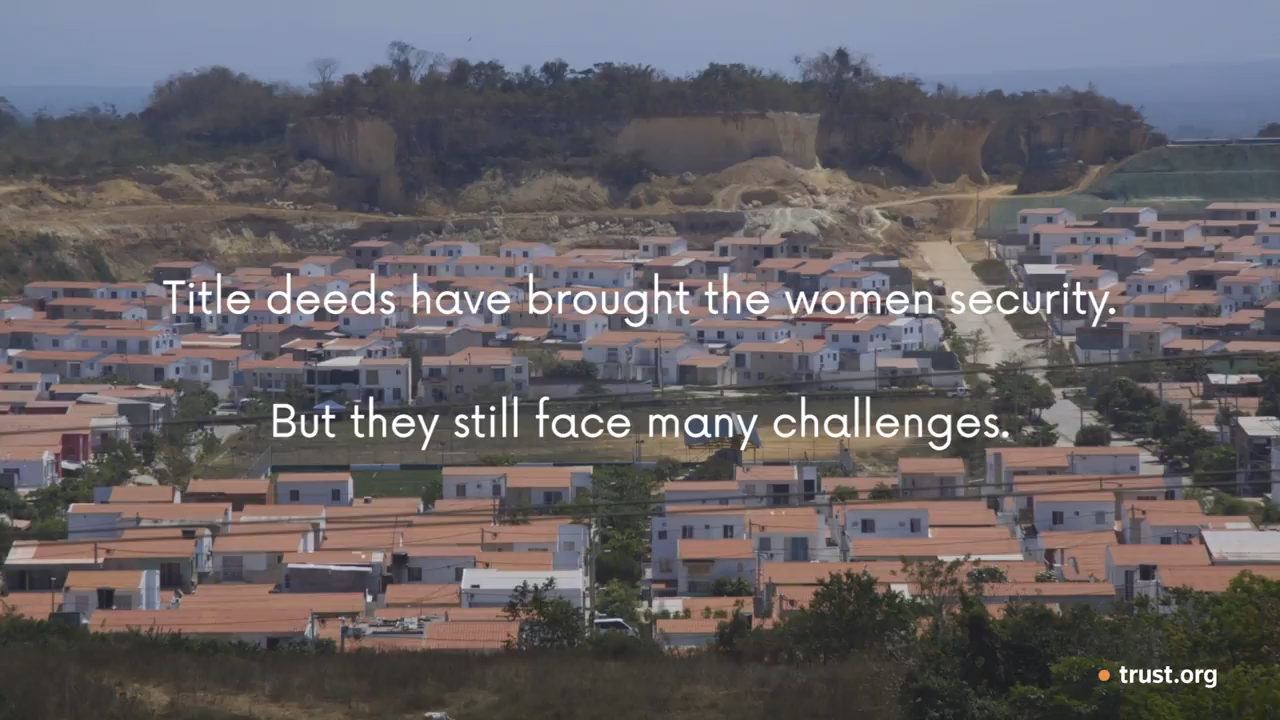 Title deeds have brought the women security.
But they still face many challenges.
trust.org